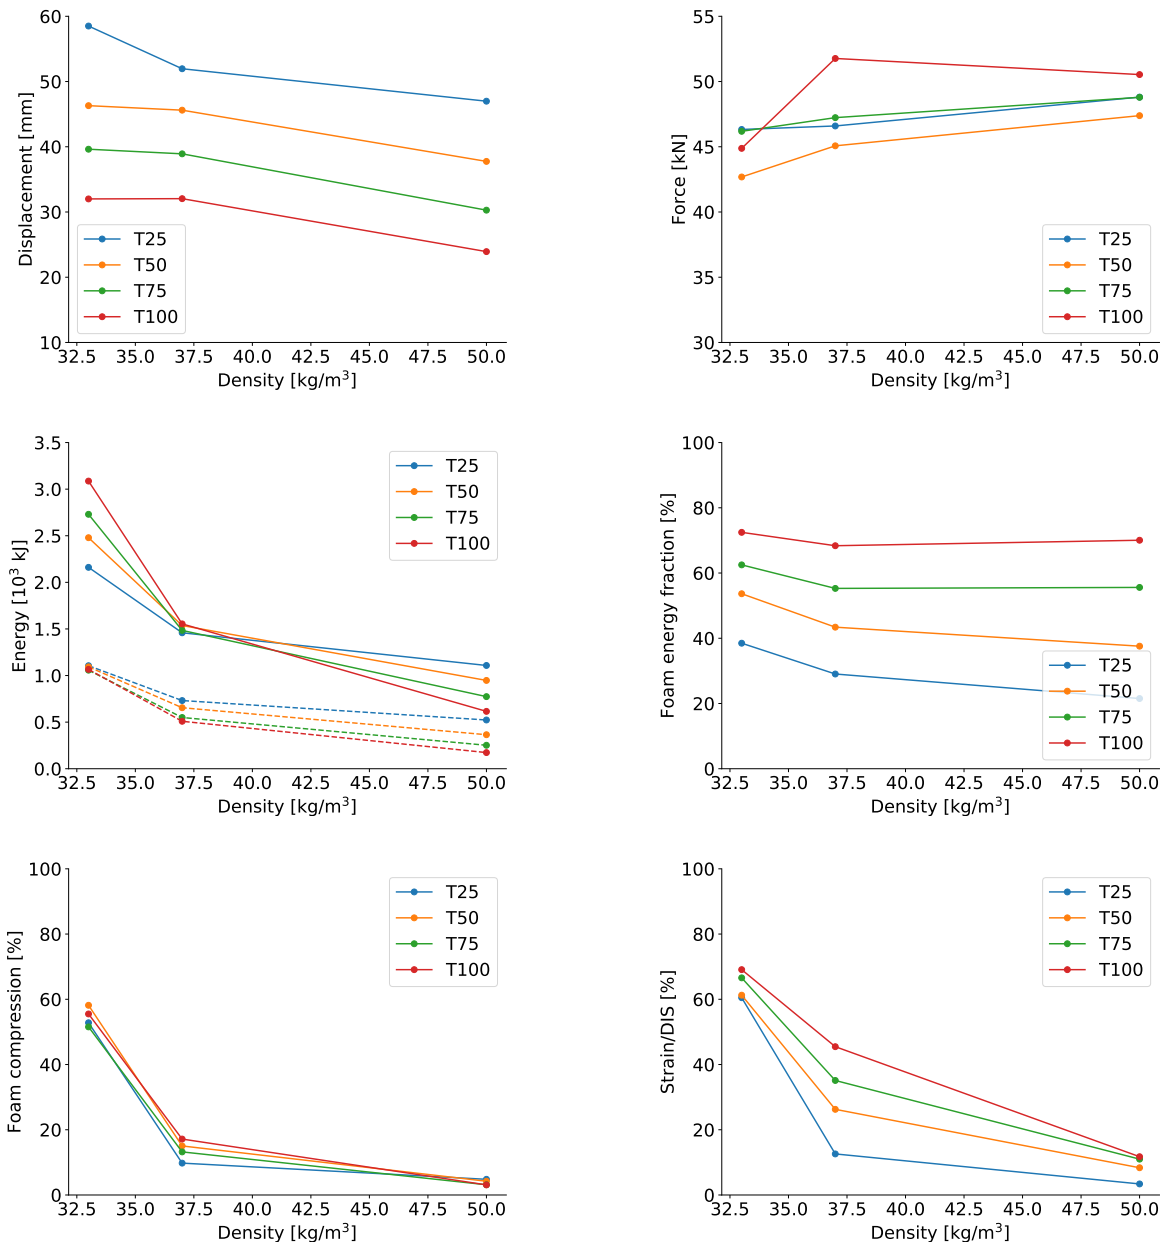 60
50
40
30
20
10
Displacement [mm]
T25
T50
T75
T100
32.5 35.0 37.5 40.0 42.5 45.0 47.5 50.0
Density [kg/m³]
55
50
45
40
35
30
Force [kN]
T25
T50
T75
T100
32.5 35.0 37.5 40.0 42.5 45.0 47.5 50.0
Density [kg/m³]
3.5
3.0
2.5
2.0
1.5
1.0
0.5
0.0
Energy [10³ kJ]
T25
T50
T75
T100
32.5 35.0 37.5 40.0 42.5 45.0 47.5 50.0
Density [kg/m³]
100
80
60
40
20
0
Foam energy fraction [%]
T25
T50
T75
T100
32.5 35.0 37.5 40.0 42.5 45.0 47.5 50.0
Density [kg/m³]
100
80
60
40
20
0
Foam compression [%]
T25
T50
T75
T100
32.5 35.0 37.5 40.0 42.5 45.0 47.5 50.0
Density [kg/m³]
100
80
60
40
20
0
Strain/DIS [%]
T25
T50
T75
T100
32.5 35.0 37.5 40.0 42.5 45.0 47.5 50.0
Density [kg/m³]